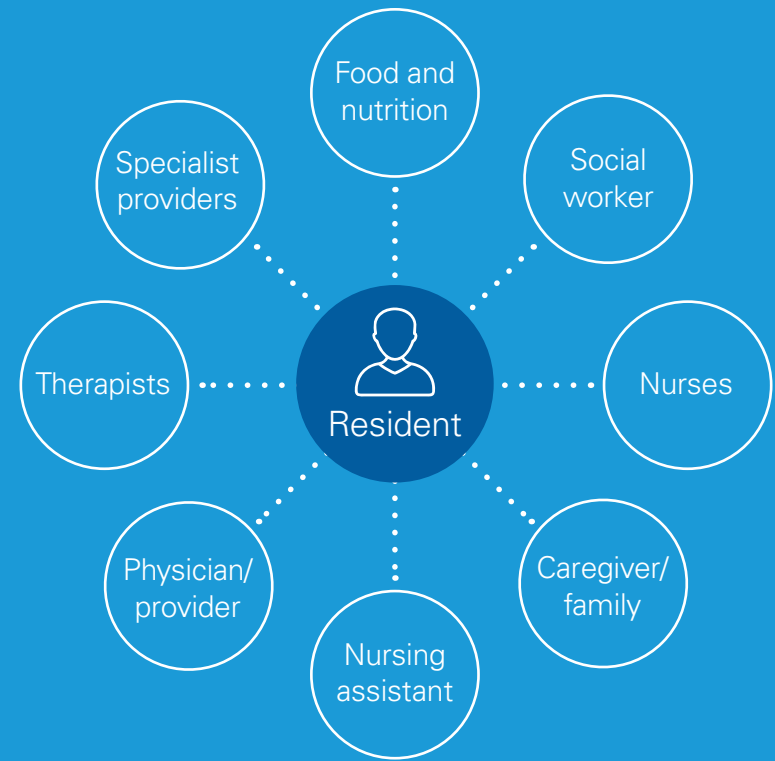 Food and
nutrition
Specialist
providers
Social
worker
Therapists
Resident
Nurses
Physician/
provider
Caregiver/
family
Nursing
assistant